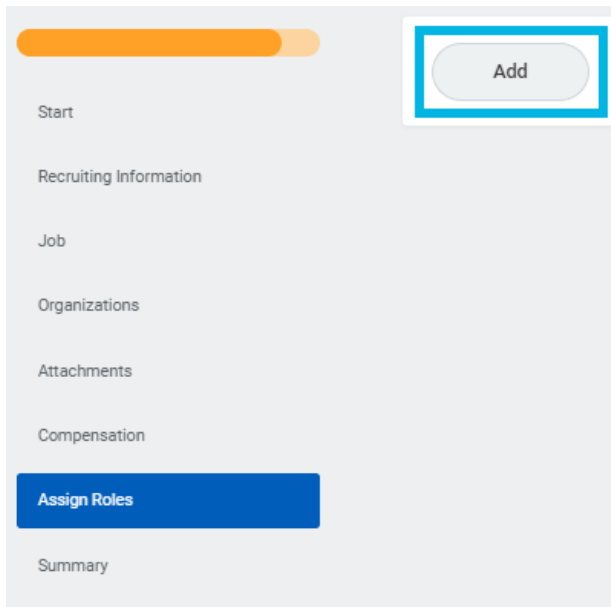 Add
Start
Recruiting Information
Job
Organizations
Attachments
Compensation
Assign Roles
Summary